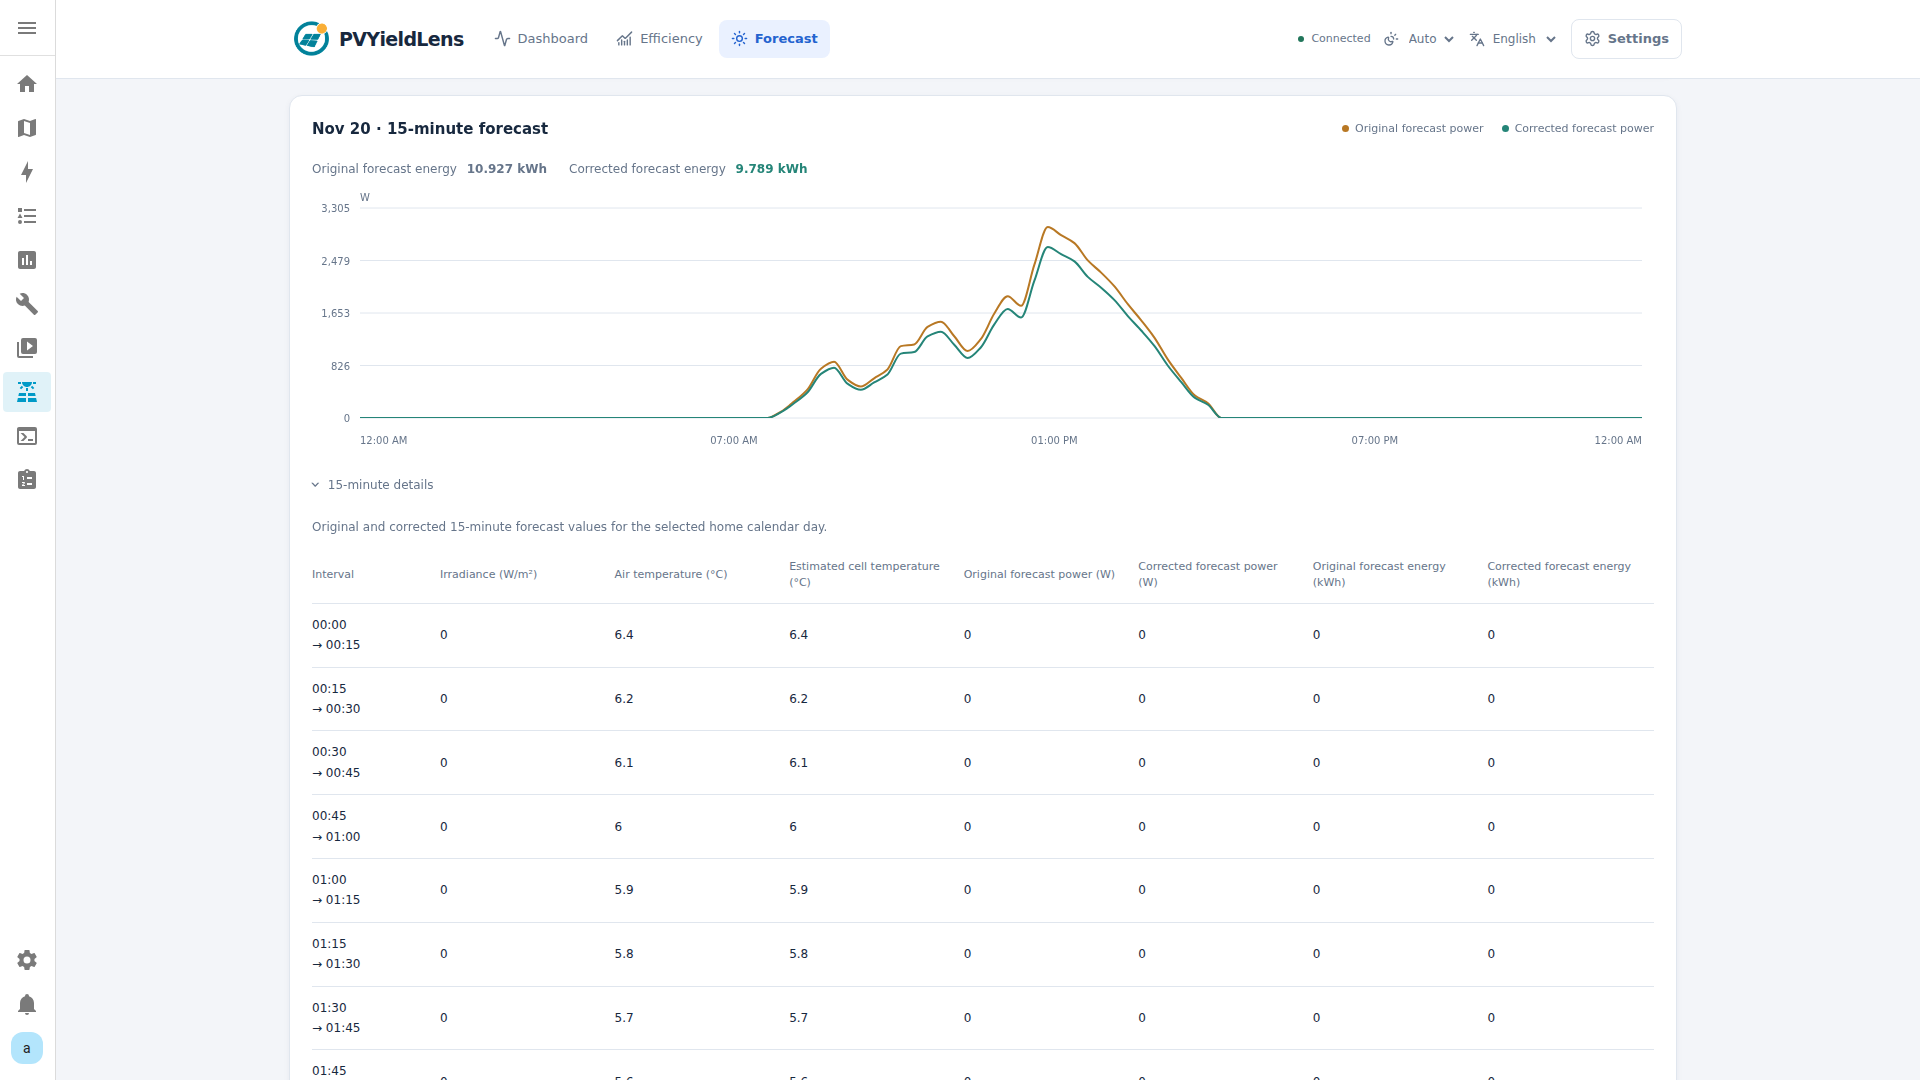 PVYieldLens
Dashboard
Efficiency
Forecast
Connected
Auto
English
Settings
Nov 20 · 15-minute forecast
Original forecast power
Corrected forecast power
Original forecast energy 10.927 kWh
Corrected forecast energy 9.789 kWh
W
3,305
2,479
1,653
826
0
12:00 AM
07:00 AM
01:00 PM
07:00 PM
12:00 AM
15-minute details
Original and corrected 15-minute forecast values for the selected home calendar day.
Interval
Irradiance (W/m²)
Air temperature (°C)
Estimated cell temperature
(°C)
Original forecast power (W)
Corrected forecast power
(W)
Original forecast energy
(kWh)
Corrected forecast energy
(kWh)
00:00
→ 00:15
0 6.4 6.4 0 0 0 0
00:15
→ 00:30
0 6.2 6.2 0 0 0 0
00:30
→ 00:45
0 6.1 6.1 0 0 0 0
00:45
→ 01:00
0 6 6 0 0 0 0
01:00
→ 01:15
0 5.9 5.9 0 0 0 0
01:15
→ 01:30
0 5.8 5.8 0 0 0 0
01:30
→ 01:45
0 5.7 5.7 0 0 0 0
01:45
a